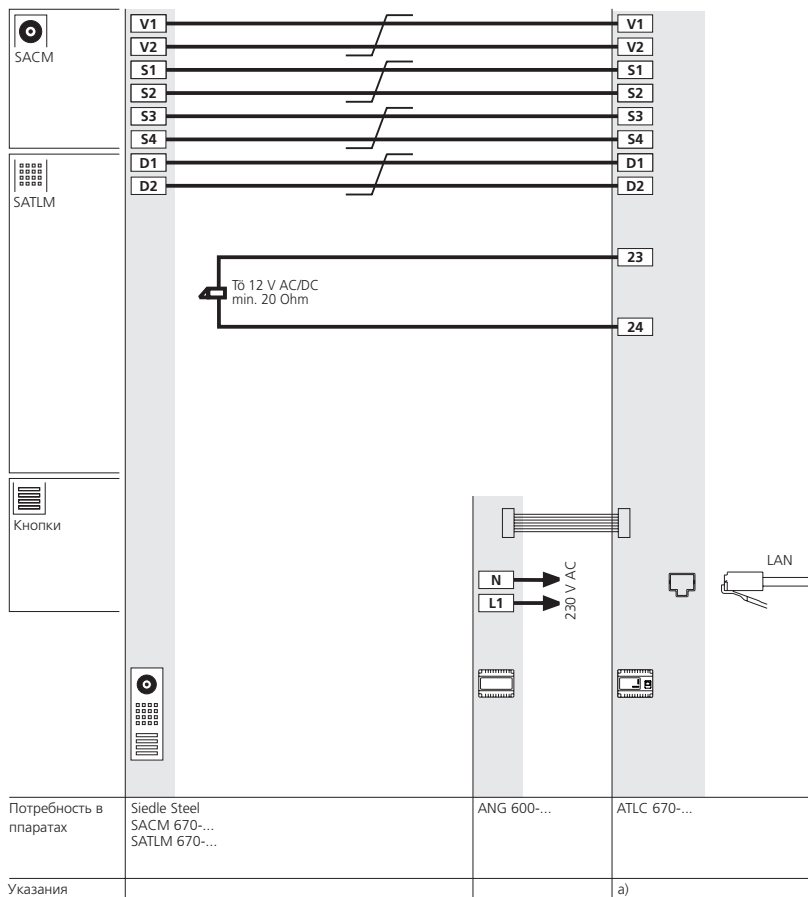 V1 V1
SACM
V2 V2
S1 S1
S2 S2
S3 S3
S4 S4
SATLM
D1 D1
D2 D2
23
Tö 12 V AC/DC
min. 20 Ohm
24
Кнопки
LAN
N
230 V AC
L1
Потребность в
ппаратах
Siedle Steel
SACM 670-...
SATLM 670-...
ANG 600-...
ATLC 670-...
Указания
a)